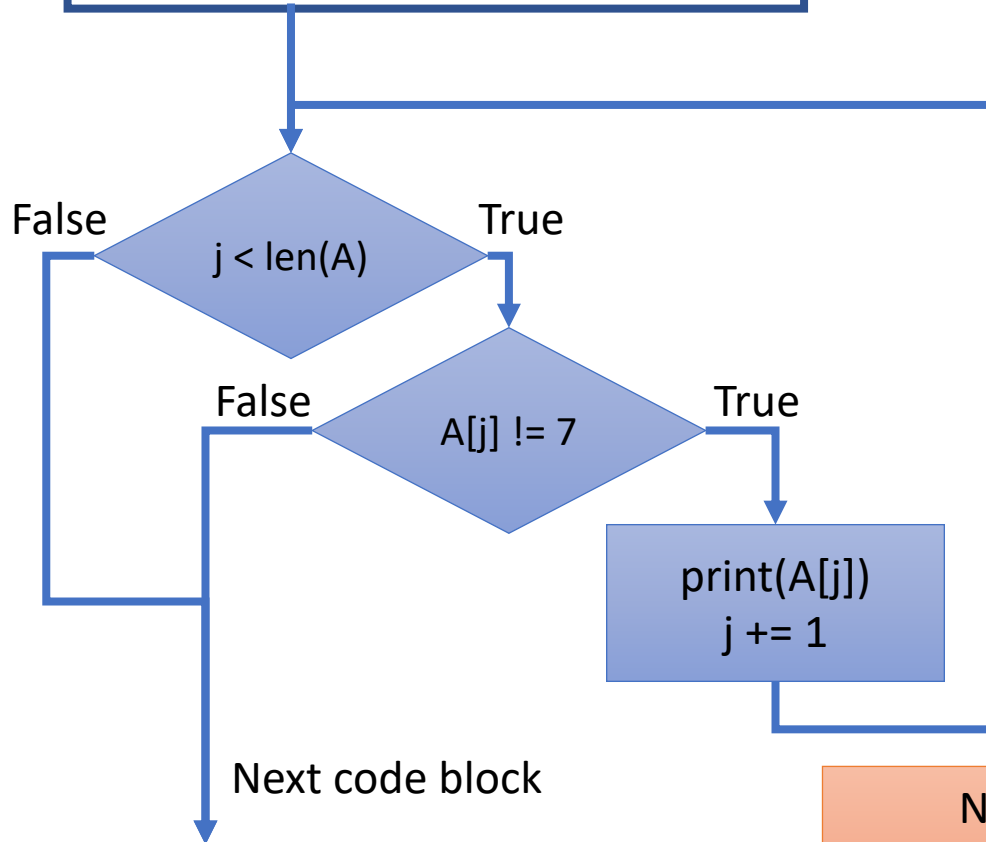 False
True
j < len(A)
False
True
A[j] != 7
print(A[j])
j += 1
Next code block
N